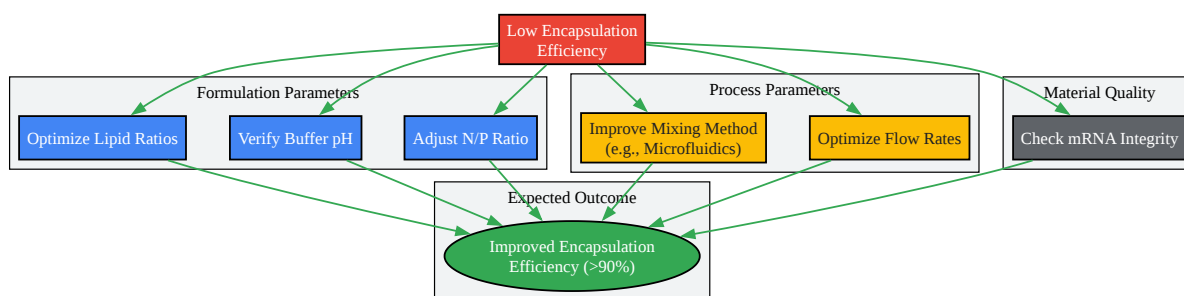 Low Encapsulation
Efficiency
Formulation Parameters
Process Parameters
Material Quality
Optimize Lipid Ratios
Verify Buffer pH
Adjust N/P Ratio
Improve Mixing Method
(e.g., Microfluidics)
Optimize Flow Rates
Check mRNA Integrity
Expected Outcome
Improved Encapsulation
Efficiency (>90%)